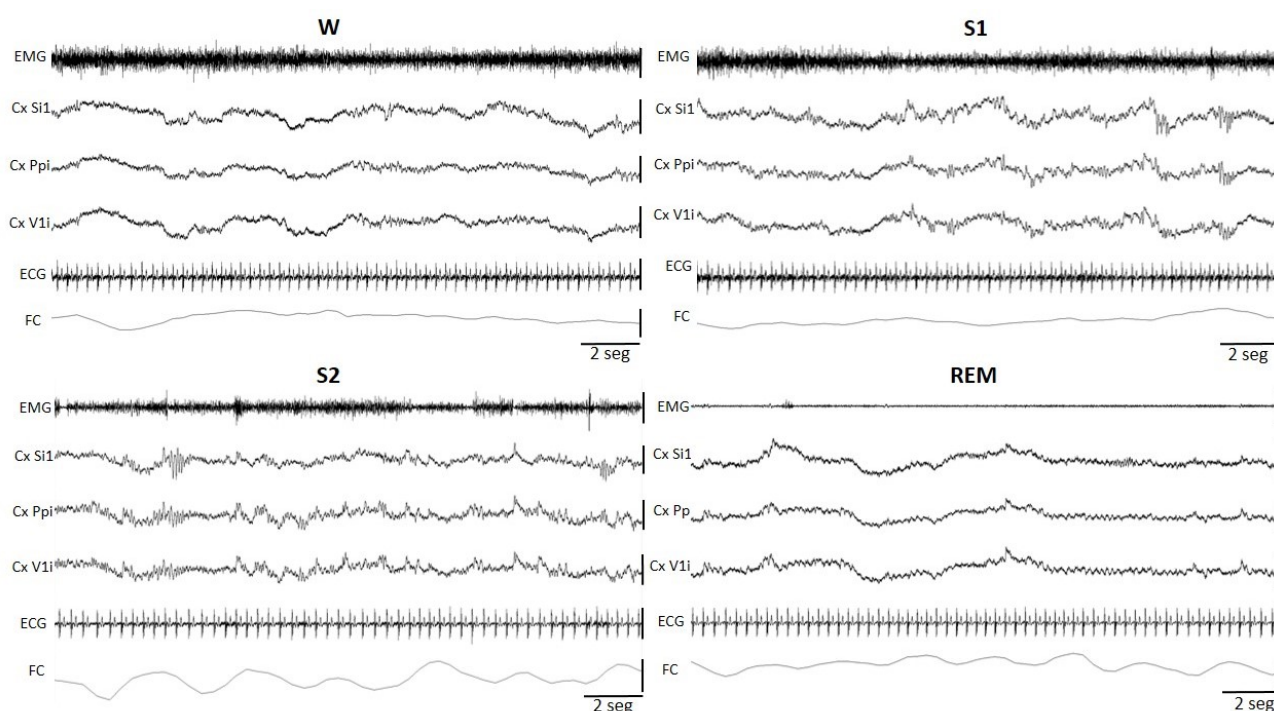 W
EMG
Cx Si1
Cx Ppi
Cx V1i
ECG
FC
2 seg
S1
EMG
Cx Si1
Cx Ppi
Cx V1i
ECG
FC
2 seg
S2
EMG
Cx Si1
Cx Ppi
Cx V1i
ECG
FC
2 seg
REM
EMG
Cx Si1
Cx Pp
Cx V1i
ECG
FC
2 seg